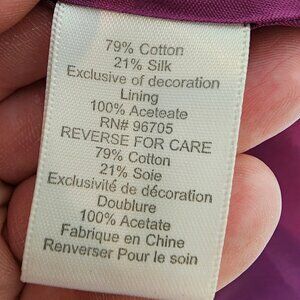 79% Cotton
21% Silk
Exclusive of decoration
Lining
100% Aceteate
RN# 96705
REVERSE FOR CARE
79% Cotton
21% Soie
Exclusivité de décoration
Doublure
100% Acetate
Fabrique en Chine
Renverser Pour le soin